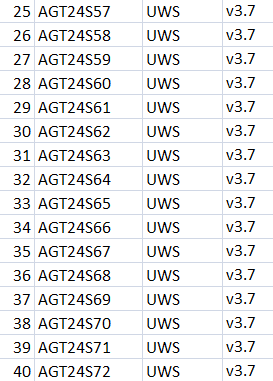 25 AGT24S57 UWS v3.7
26 AGT24S58 UWS v3.7
27 AGT24S59 UWS v3.7
28 AGT24S60 UWS v3.7
29 AGT24S61 UWS v3.7
30 AGT24S62 UWS v3.7
31 AGT24S63 UWS v3.7
32 AGT24S64 UWS v3.7
33 AGT24S65 UWS v3.7
34 AGT24S66 UWS v3.7
35 AGT24S67 UWS v3.7
36 AGT24S68 UWS v3.7
37 AGT24S69 UWS v3.7
38 AGT24S70 UWS v3.7
39 AGT24S71 UWS v3.7
40 AGT24S72 UWS v3.7